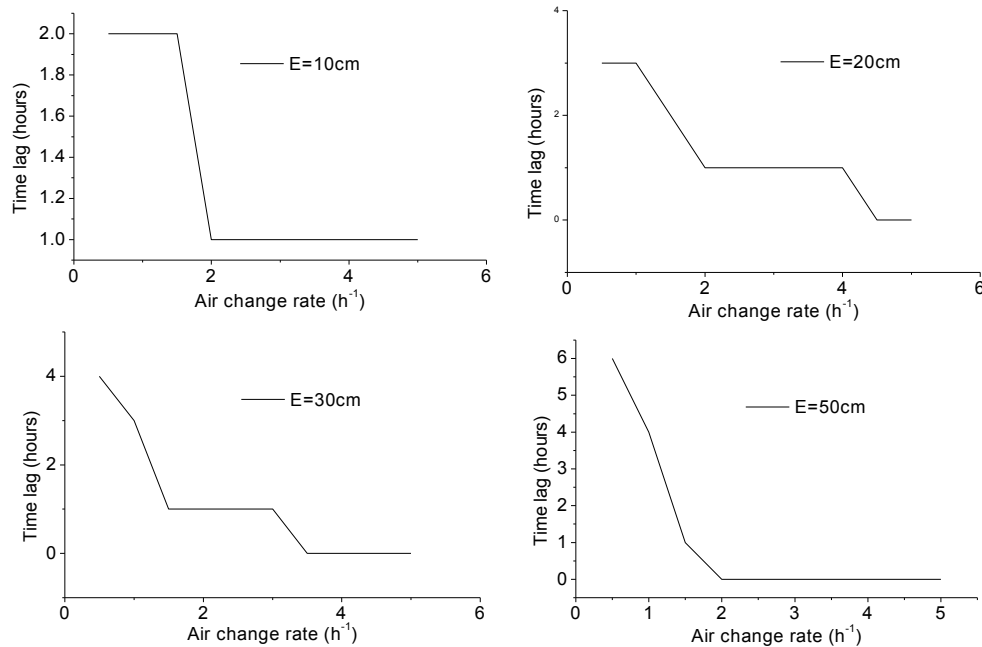 2.0
1.8
1.6
1.4
1.2
1.0
Time lag (hours)
E=10cm
0 2 4 6
Air change rate (h⁻¹)
4
2
0
Time lag (hours)
E=20cm
0 2 4 6
Air change rate (h⁻¹)
4
2
0
Time lag (hours)
E=30cm
0 2 4 6
Air change rate (h⁻¹)
6
5
4
3
2
1
0
Time lag (hours)
E=50cm
0 1 2 3 4 5
Air change rate (h⁻¹)